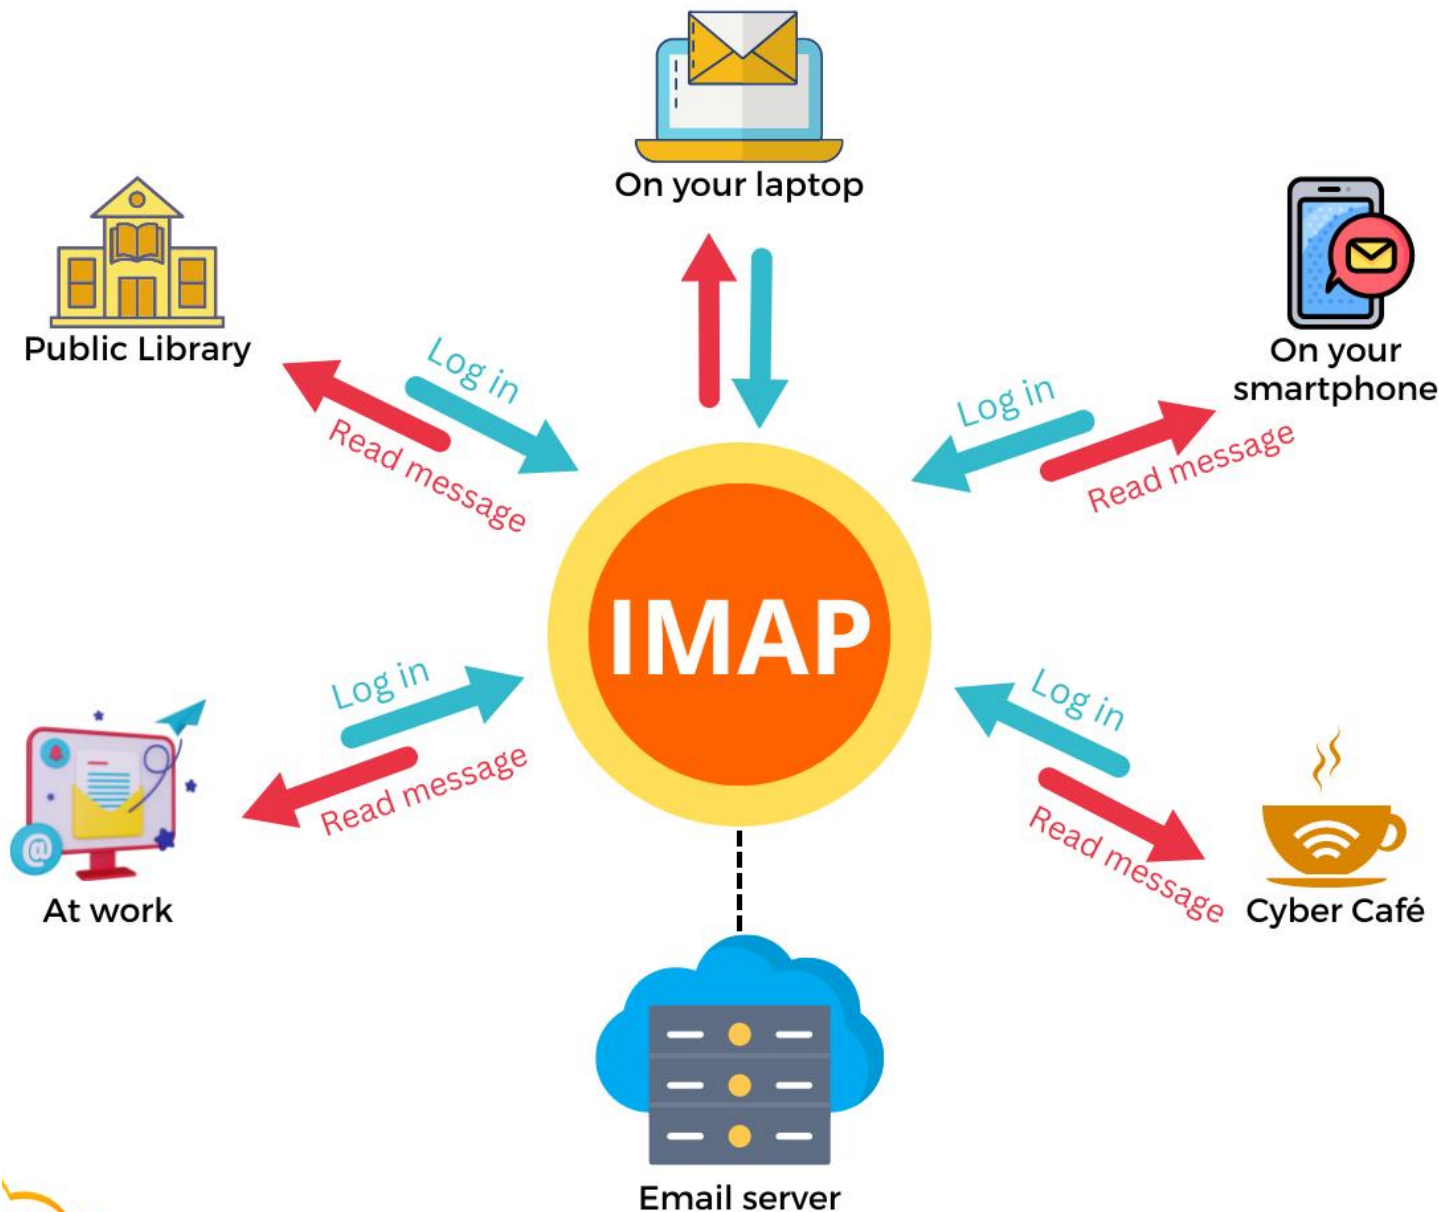 On your laptop
Public Library
On your
smartphone
Log in
Read message
Log in
Read message
IMAP
Log in
Read message
Log in
Read message
@
At work
Cyber Café
Email server